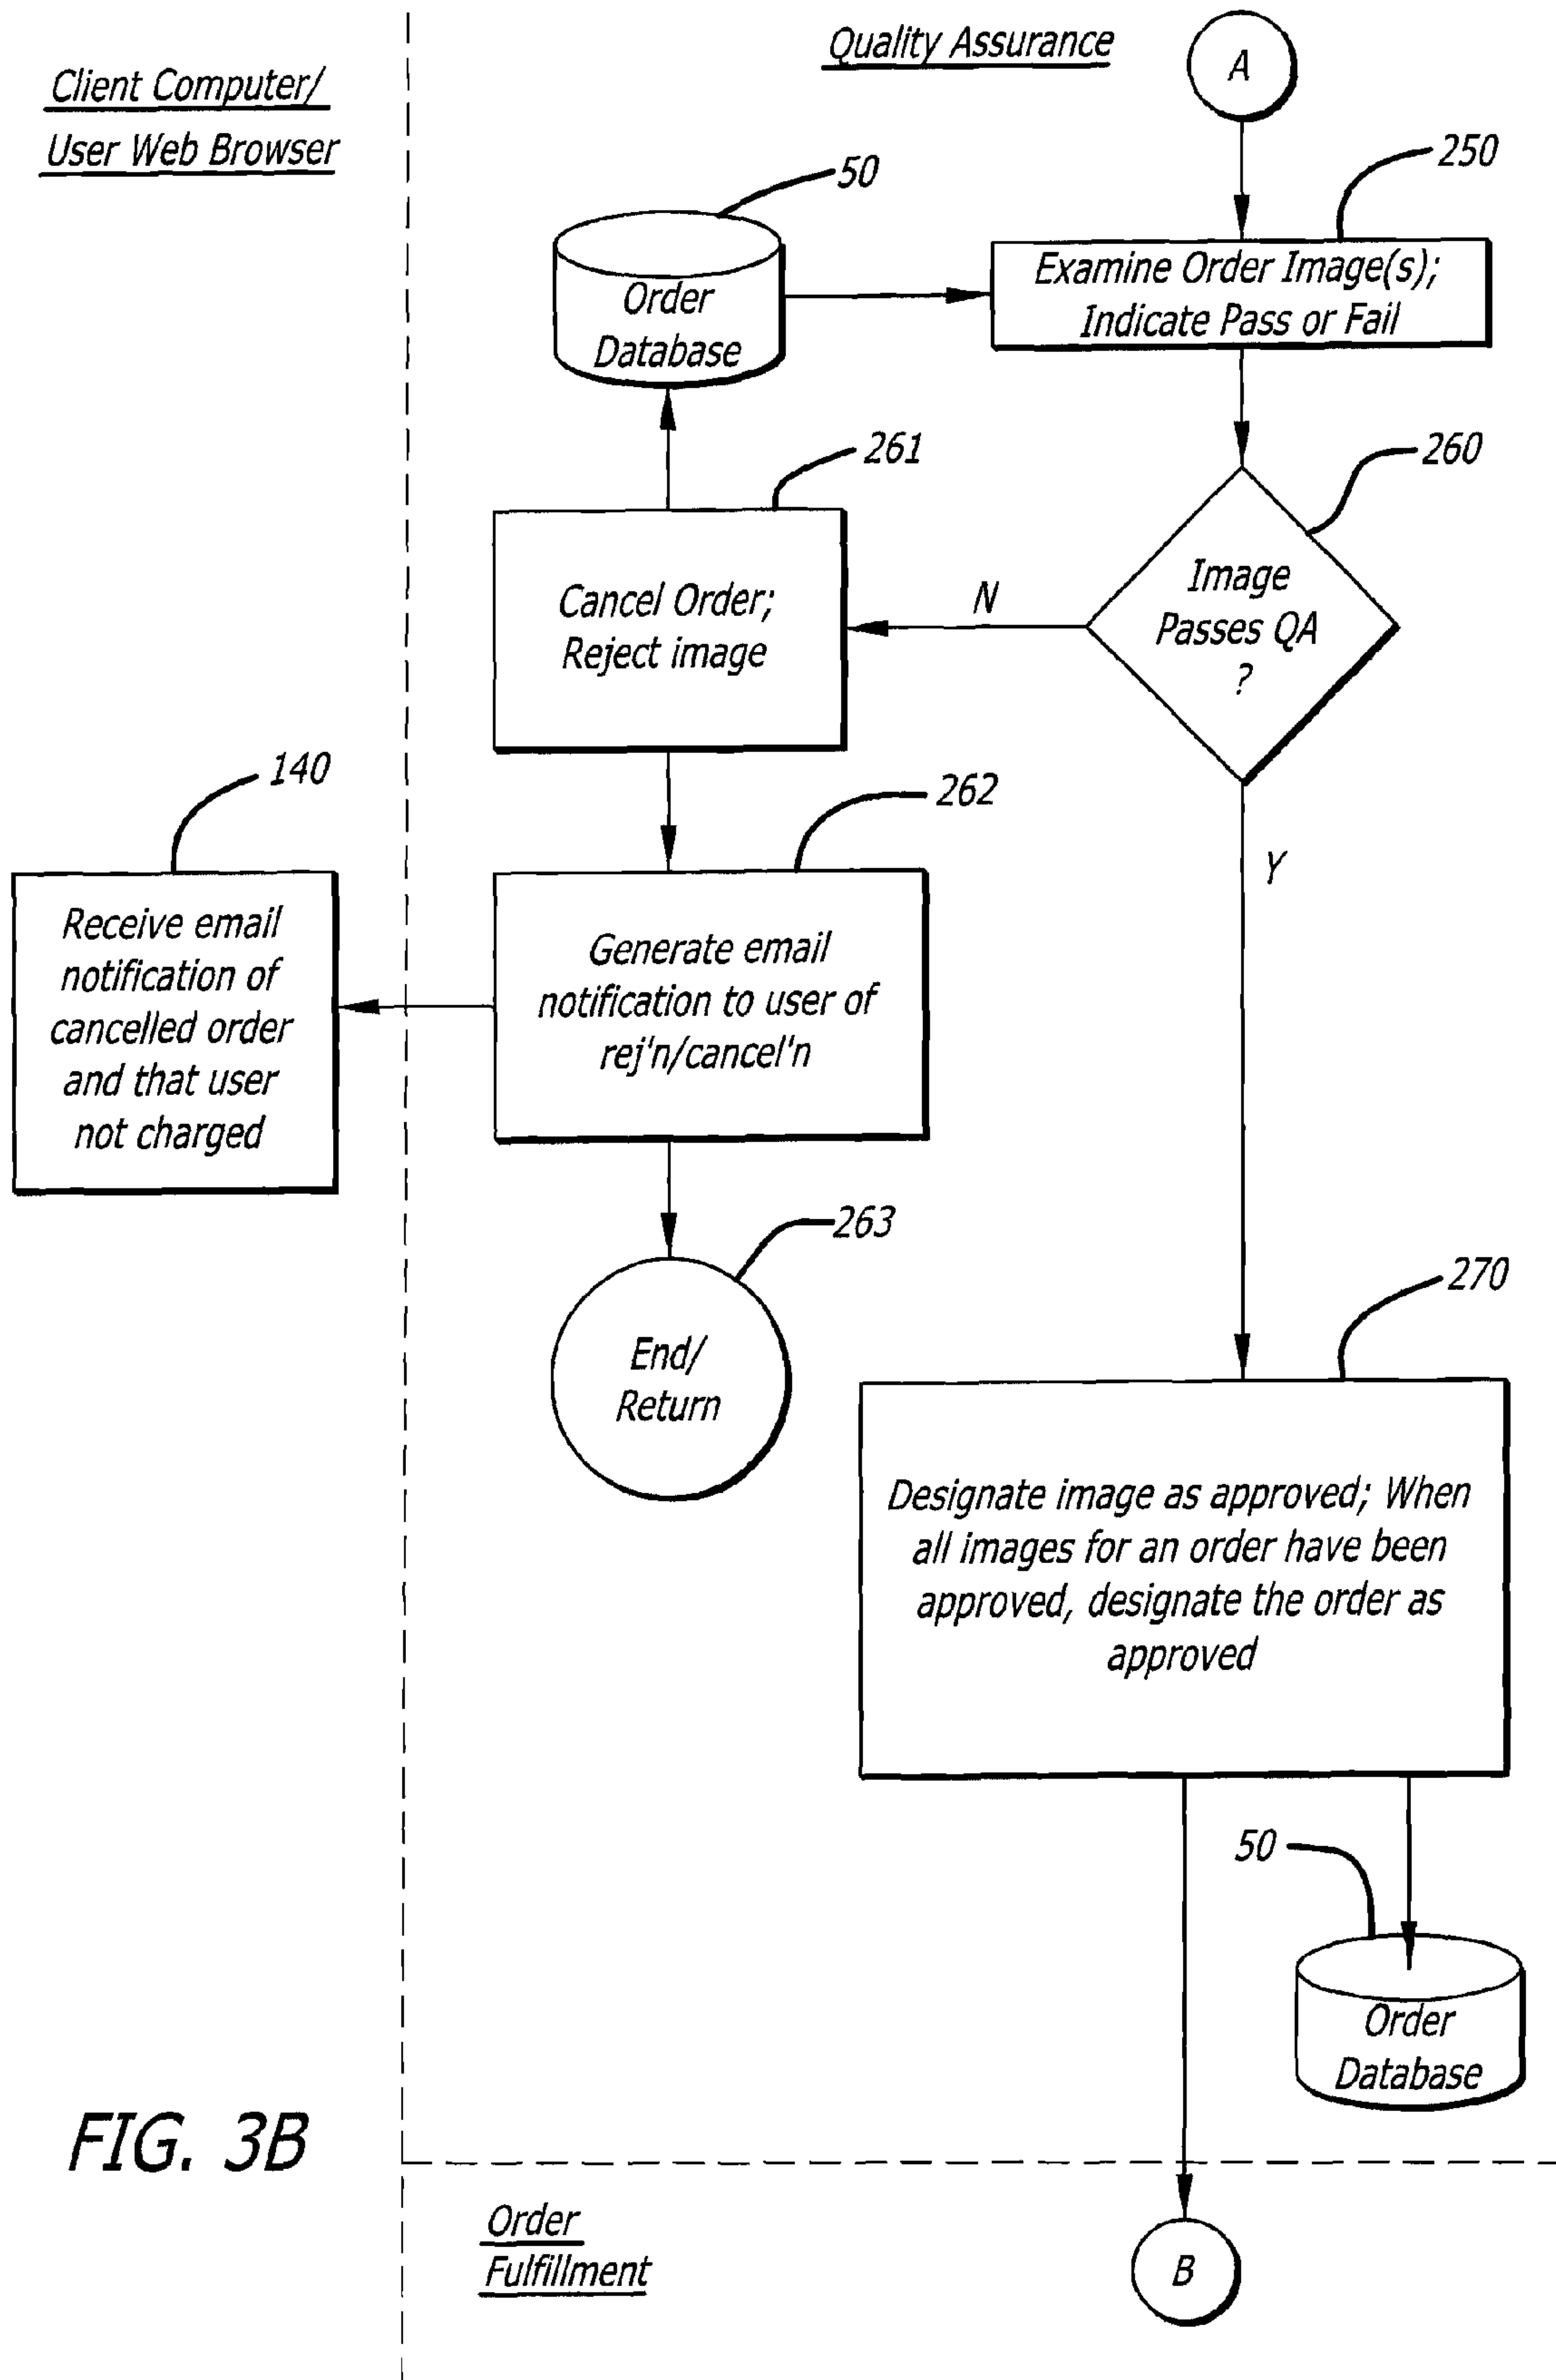 Client Computer/
User Web Browser
Quality Assurance
A
50
250
Order
Database
Examine Order Image(s);
Indicate Pass or Fail
261
260
Cancel Order;
Reject image
N
Image
Passes QA
?
140
262
Y
Receive email
notification of
cancelled order
and that user
not charged
Generate email
notification to user of
rej'n/cancel'n
263
270
End/
Return
Designate image as approved; When
all images for an order have been
approved, designate the order as
approved
50
Order
Database
FIG. 3B
Order
Fulfillment
B